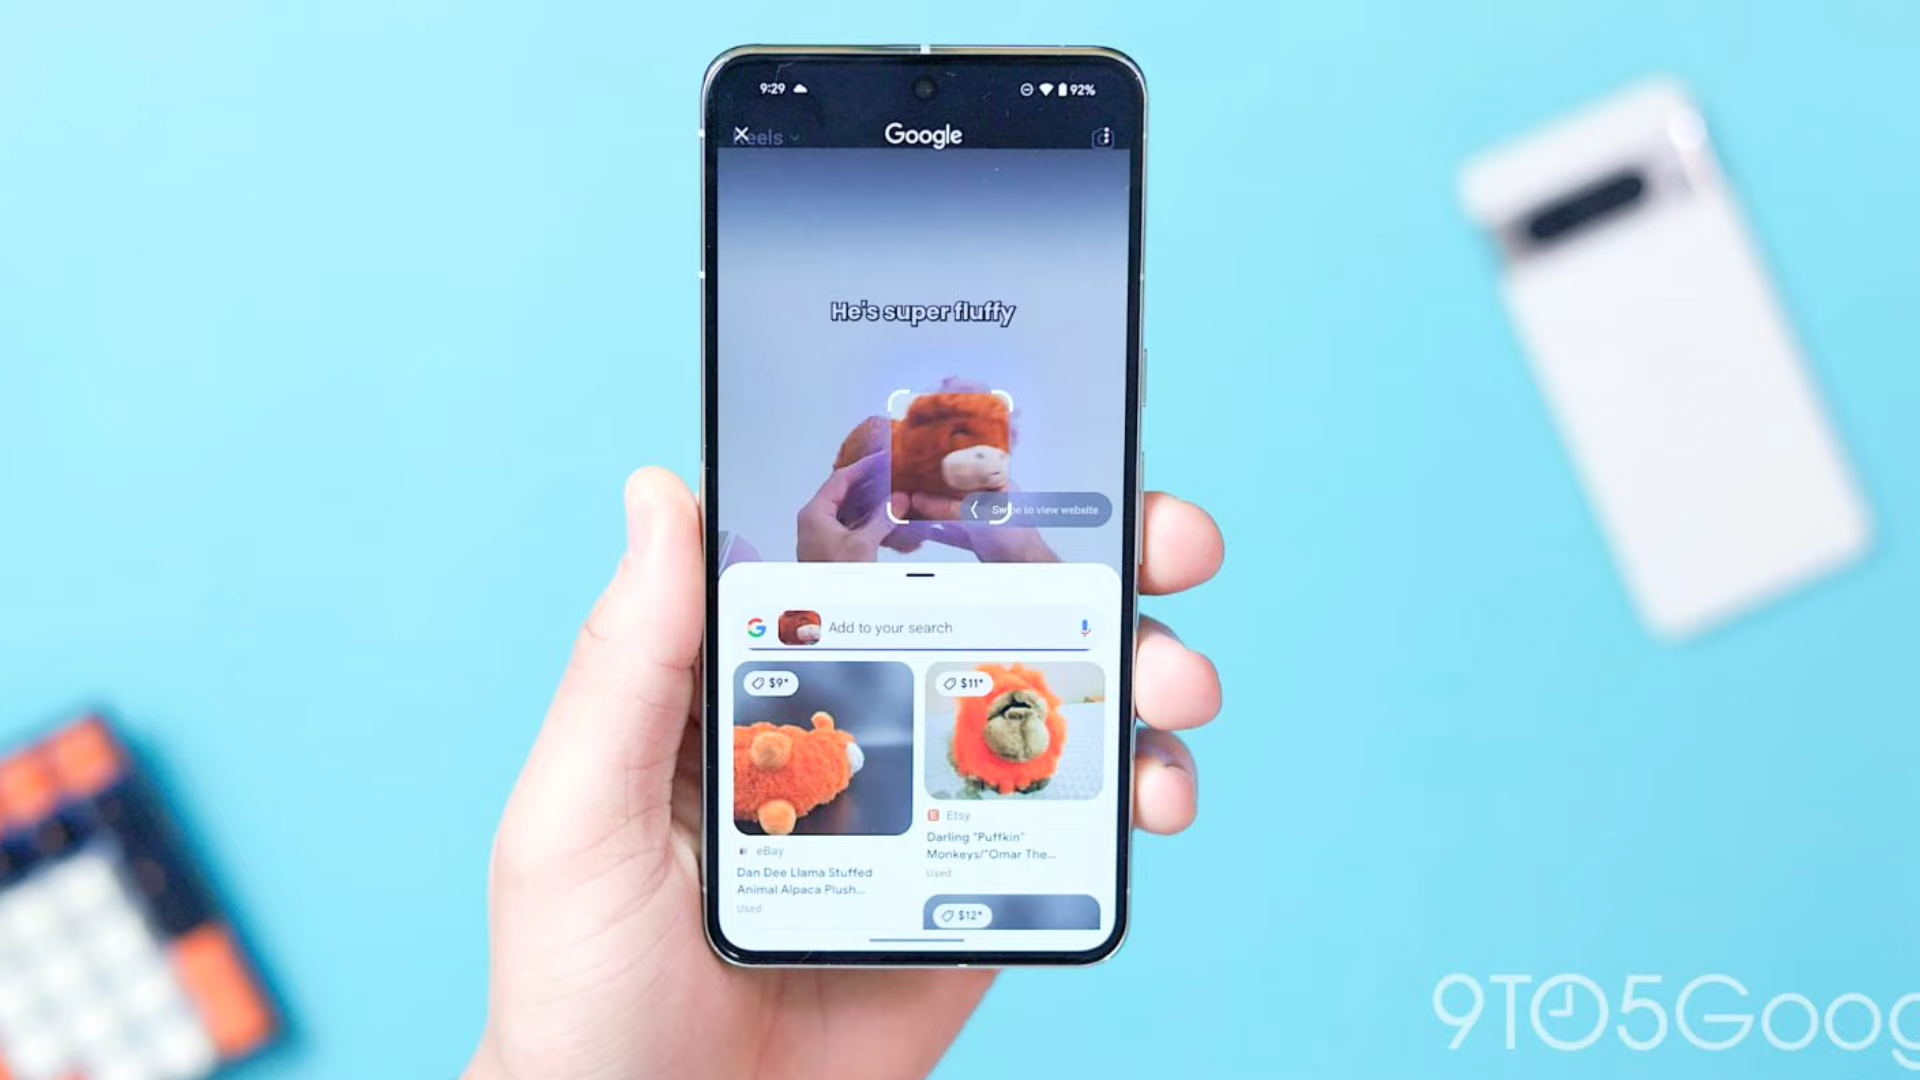 9:29
92%
Reels
Google
He's super fluffy
Swipe to view website
Add to your search
$9*
$11*
Etsy
Darling "Puffkin"
Monkeys/"Omar The...
Used
eBay
Dan Dee Llama Stuffed
Animal Alpaca Plush...
Used
$12*
9TO5Goog